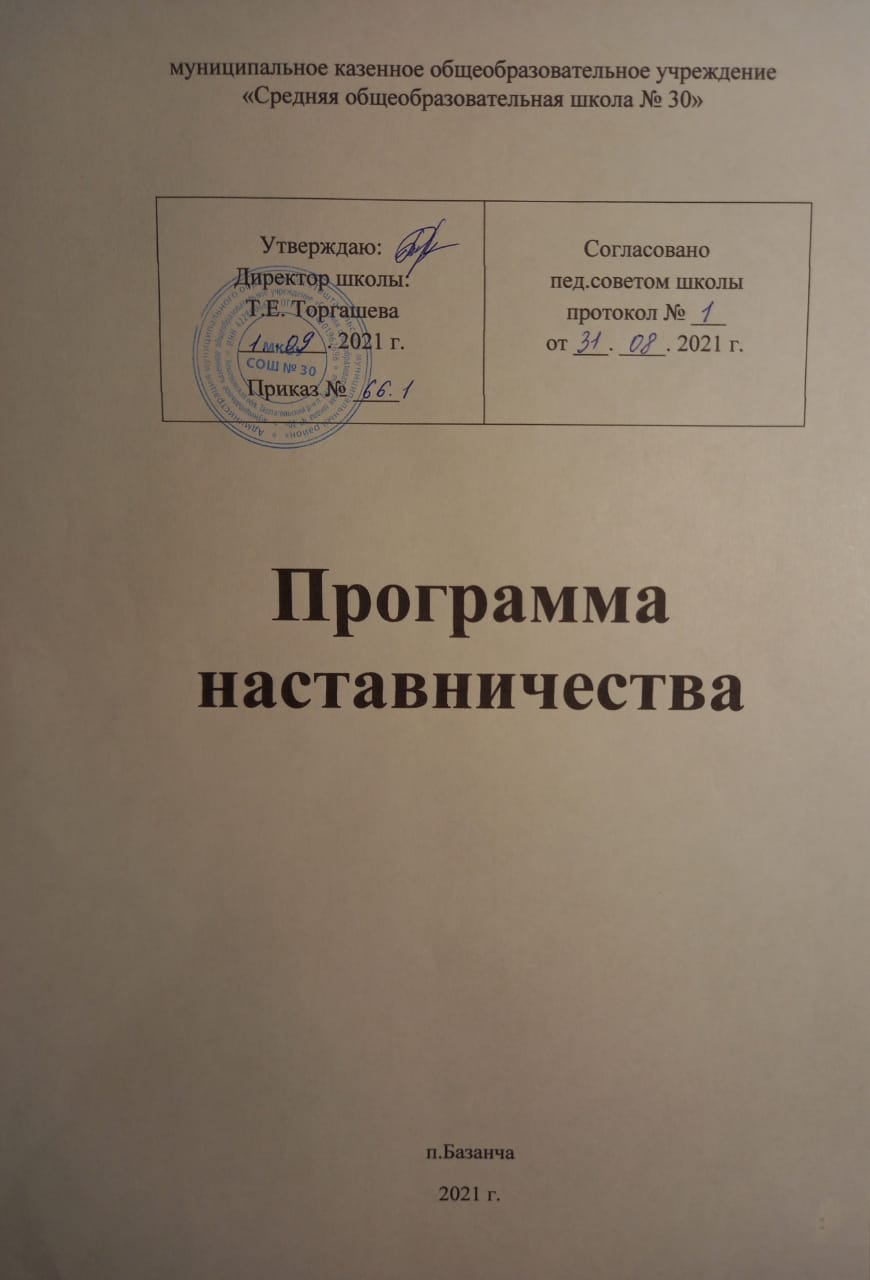 муниципальное казенное общеобразовательное учреждение
«Средняя общеобразовательная школа № 30»
Утверждаю:
Директор школы:
Т.Е. Торгашева
09. 2021 г.
СОШ № 30
Приказ № 66.1
Согласовано
пед.советом школы
протокол № 1
от 31. 08. 2021 г.
Программа
наставничества
п.Базанча
2021 г.